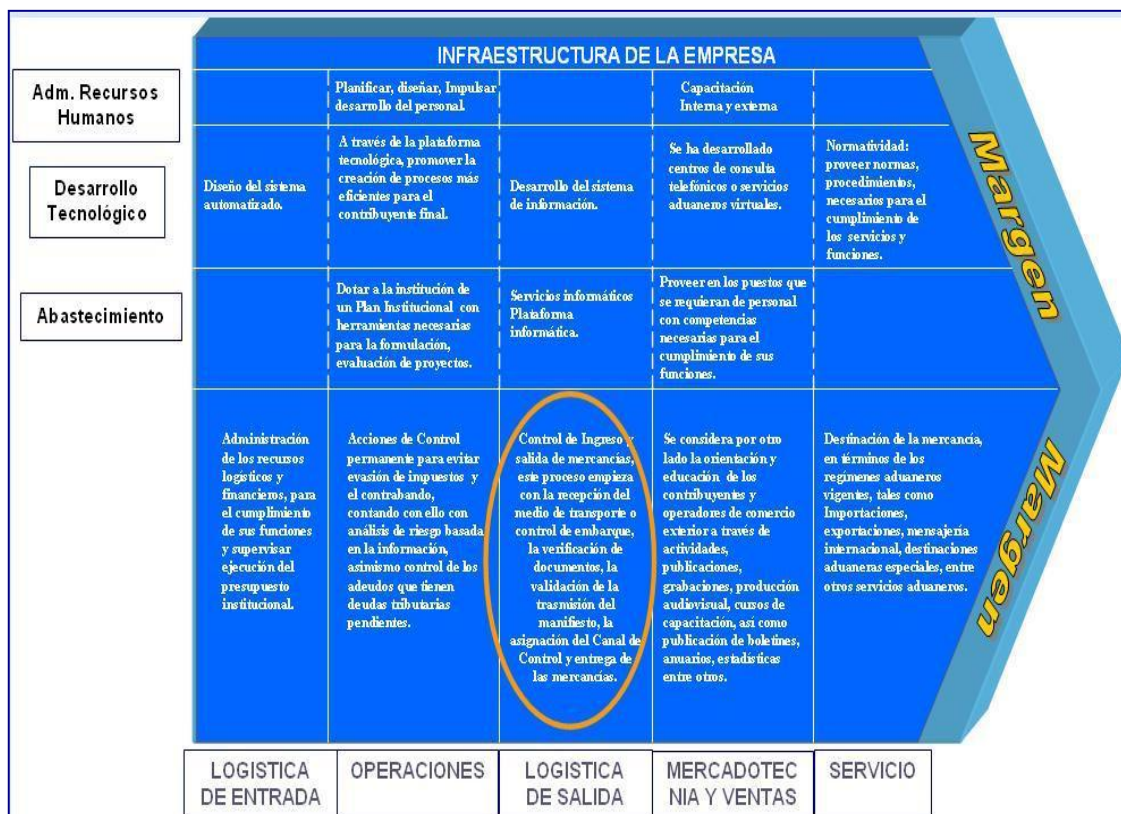 INFRAESTRUCTURA DE LA EMPRESA
Adm. Recursos
Humanos
Planificar, diseñar, Impulsar
desarrollo del personal.
Capacitación
Interna y externa
Desarrollo
Tecnológico
Diseño del sistema
automatizado.
A través de la plataforma
tecnológica, promover la
creación de procesos más
eficientes para el
contribuyente final.
Desarrollo del sistema
de información.
Se ha desarrollado
centros de consulta
telefónicos o servicios
aduaneros virtuales.
Normatividad:
proveer normas,
procedimientos,
necesarios para el
cumplimiento de
los servicios y
funciones.
Abastecimiento
Dotar a la institución de
un Plan Institucional con
herramientas necesarias
para la formulación,
evaluación de proyectos.
Servicios informáticos
Plataforma
informática.
Proveer en los puestos que
se requieran de personal
con competencias
necesarias para el
cumplimiento de sus
funciones.
Administración
de los recursos
logísticos y
financieros, para
el cumplimiento
de sus funciones
y supervisar
ejecución del
presupuesto
institucional.
Acciones de Control
permanente para evitar
evasión de impuestos y
el contrabando,
contando con ello con
análisis de riesgo basada
en la información,
asimismo control de los
adeudos que tienen
deudas tributarias
pendientes.
Control de Ingreso y
salida de mercancías,
este proceso empieza
con la recepción del
medio de transporte o
control de embarque,
la verificación de
documentos, la
validación de la
trasmisión del
manifiesto, la
asignación del Canal de
Control y entrega de
las mercancías.
Se considera por otro
lado la orientación y
educación de los
contribuyentes y
operadores de comercio
exterior a través de
actividades,
publicaciones,
grabaciones, producción
audiovisual, cursos de
capacitación, así como
publicación de boletines,
anuarios, estadísticas
entre otros.
Destinación de la mercancía,
en términos de los
regímenes aduaneros
vigentes, tales como
Importaciones,
exportaciones, mensajería
internacional, destinaciones
aduaneras especiales, entre
otros servicios aduaneros.
Margen
Margen
LOGISTICA
DE ENTRADA
OPERACIONES
LOGISTICA
DE SALIDA
MERCADOTEC
NIA Y VENTAS
SERVICIO